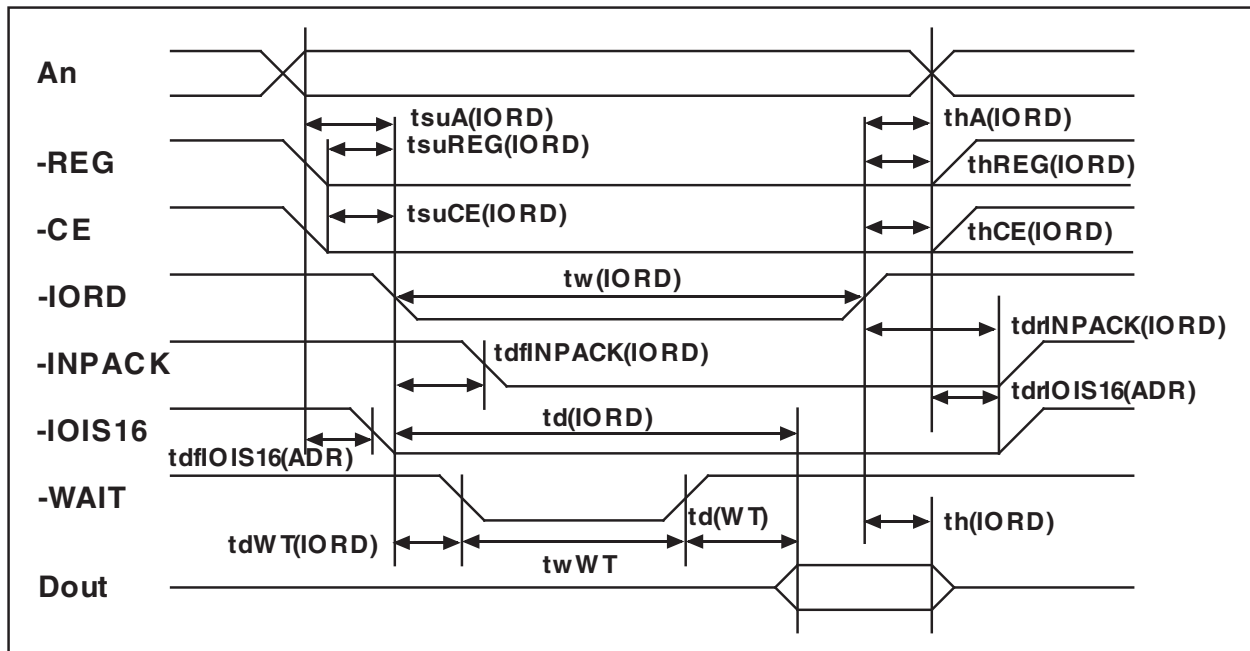 An
tsuA(IORD)
thA(IORD)
tsuREG(IORD)
-REG
thREG(IORD)
tsuCE(IORD)
-CE
thCE(IORD)
tw(IORD)
-IORD
tdrINPACK(IORD)
tdfINPACK(IORD)
-INPACK
tdrIOIS16(ADR)
td(IORD)
-IOIS16
tdfIOIS16(ADR)
-WAIT
td(WT)
th(IORD)
tdWT(IORD)
twWT
Dout